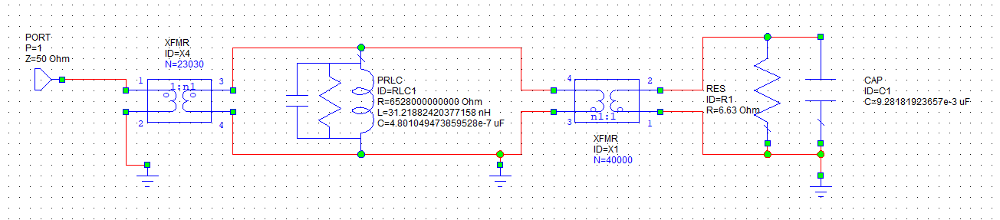 PORT
P=1
Z=50 Ohm
XFMR
ID=X4
N=23030
1
3
1:n1
o
o
2
4
PRLC
ID=RLC1
R=6528000000000 Ohm
L=31.21882420377158 nH
C=4.801049473859528e-7 uF
4
2
o
o
n1:1
3
1
XFMR
ID=X1
N=40000
RES
ID=R1
R=6.63 Ohm
CAP
ID=C1
C=9.28181923657e-3 uF